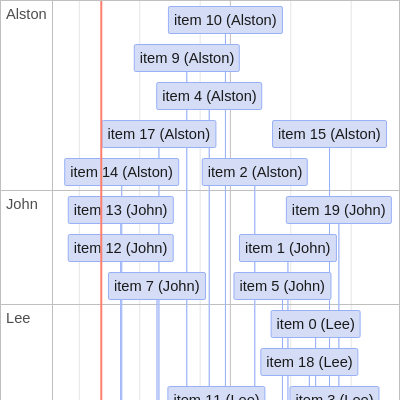 Alston
item 10 (Alston)
item 9 (Alston)
item 4 (Alston)
item 17 (Alston)
item 15 (Alston)
item 14 (Alston)
item 2 (Alston)
John
item 13 (John)
item 19 (John)
item 12 (John)
item 1 (John)
item 7 (John)
item 5 (John)
Lee
item 0 (Lee)
item 18 (Lee)
item 11 (Lee)
item 3 (Lee)